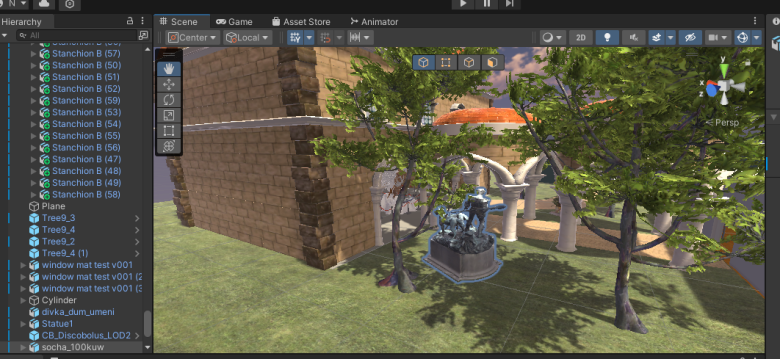 N
Hierarchy
Scene
Game
Asset Store
Animator
All
Center
Local
2D
Stanchion B (57)
Stanchion B (50)
Stanchion B (51)
Stanchion B (52)
Stanchion B (59)
Stanchion B (53)
Stanchion B (54)
Stanchion B (55)
Stanchion B (56)
Stanchion B (47)
Stanchion B (48)
Stanchion B (49)
Stanchion B (58)
Plane
Tree9_3
Tree9_4
Tree9_2
Tree9_4 (1)
window mat test v001
window mat test v001 (2
window mat test v001 (3
Cylinder
divka_dum_umeni
Statue1
CB_Discobolus_LOD2
socha_100kuw
y
x
z
Persp